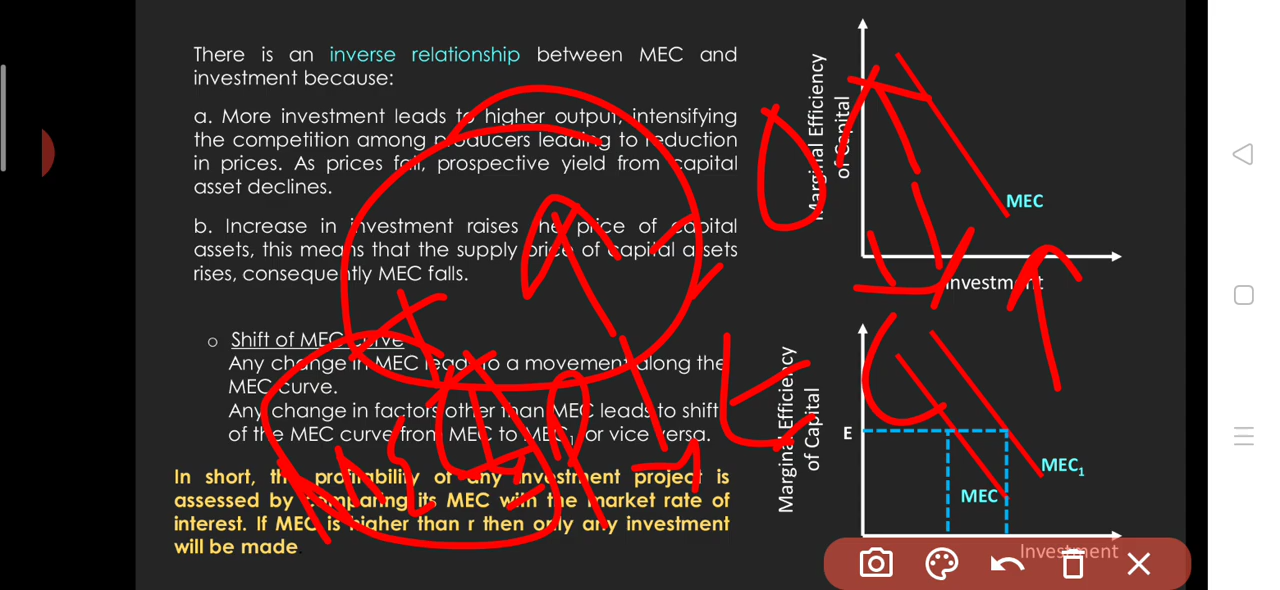 There is an inverse relationship between MEC and
investment because:
a. More investment leads to higher output, intensifying
the competition among producers leading to reduction
in prices. As prices fall, prospective yield from capital
asset declines.
b. Increase in investment raises the price of capital
assets, this means that the supply price of capital assets
rises, consequently MEC falls.
o Shift of MEC Curve
Any change in MEC leads to a movement along the
MEC curve.
Any change in factors other than MEC leads to shift
of the MEC curve from MEC to MEC₁ or vice versa.
In short, the profitability of any investment project is
assessed by comparing its MEC with the market rate of
interest. If MEC is higher than r then only any investment
will be made.
Marginal Efficiency
of Capital
MEC
Investment
Marginal Efficiency
of Capital
E
MEC₁
MEC
Investment